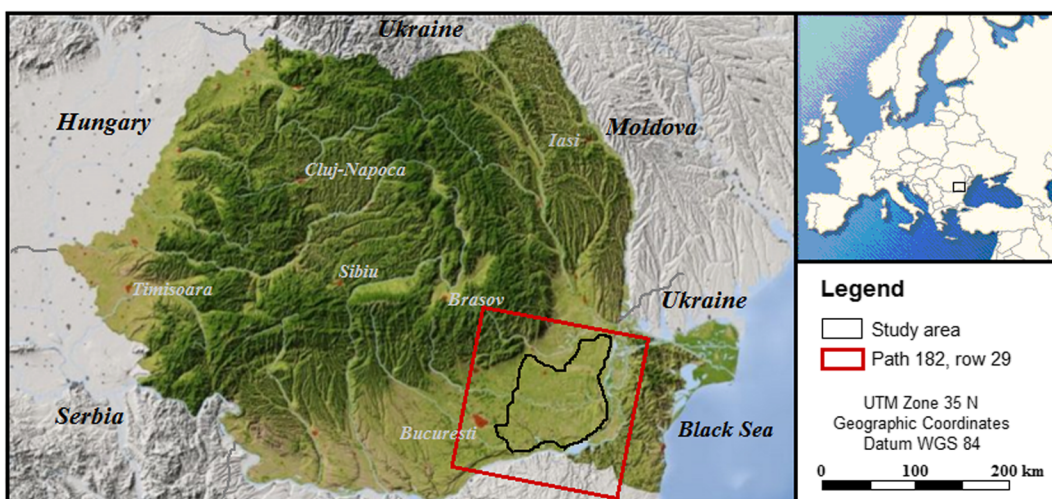 Ukraine
Hungary
Moldova
Iasi
Cluj-Napoca
Timisoara
Sibiu
Brasov
Ukraine
Serbia
Bucuresti
Black Sea
Legend
Study area
Path 182, row 29
UTM Zone 35 N
Geographic Coordinates
Datum WGS 84
0 100 200 km